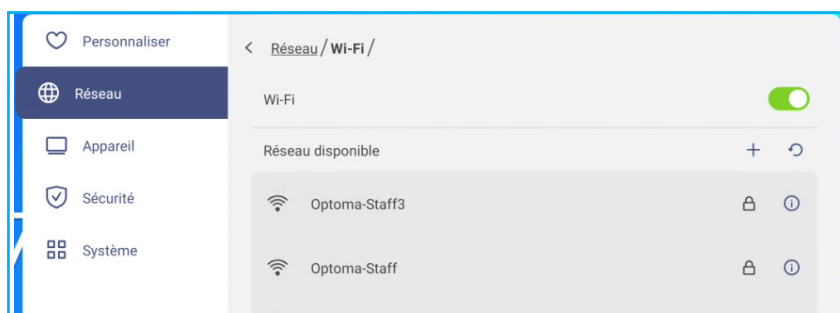 Personnaliser
Réseau
Appareil
Sécurité
Système
< Réseau / Wi-Fi /
Wi-Fi
Réseau disponible
Optoma-Staff3
Optoma-Staff